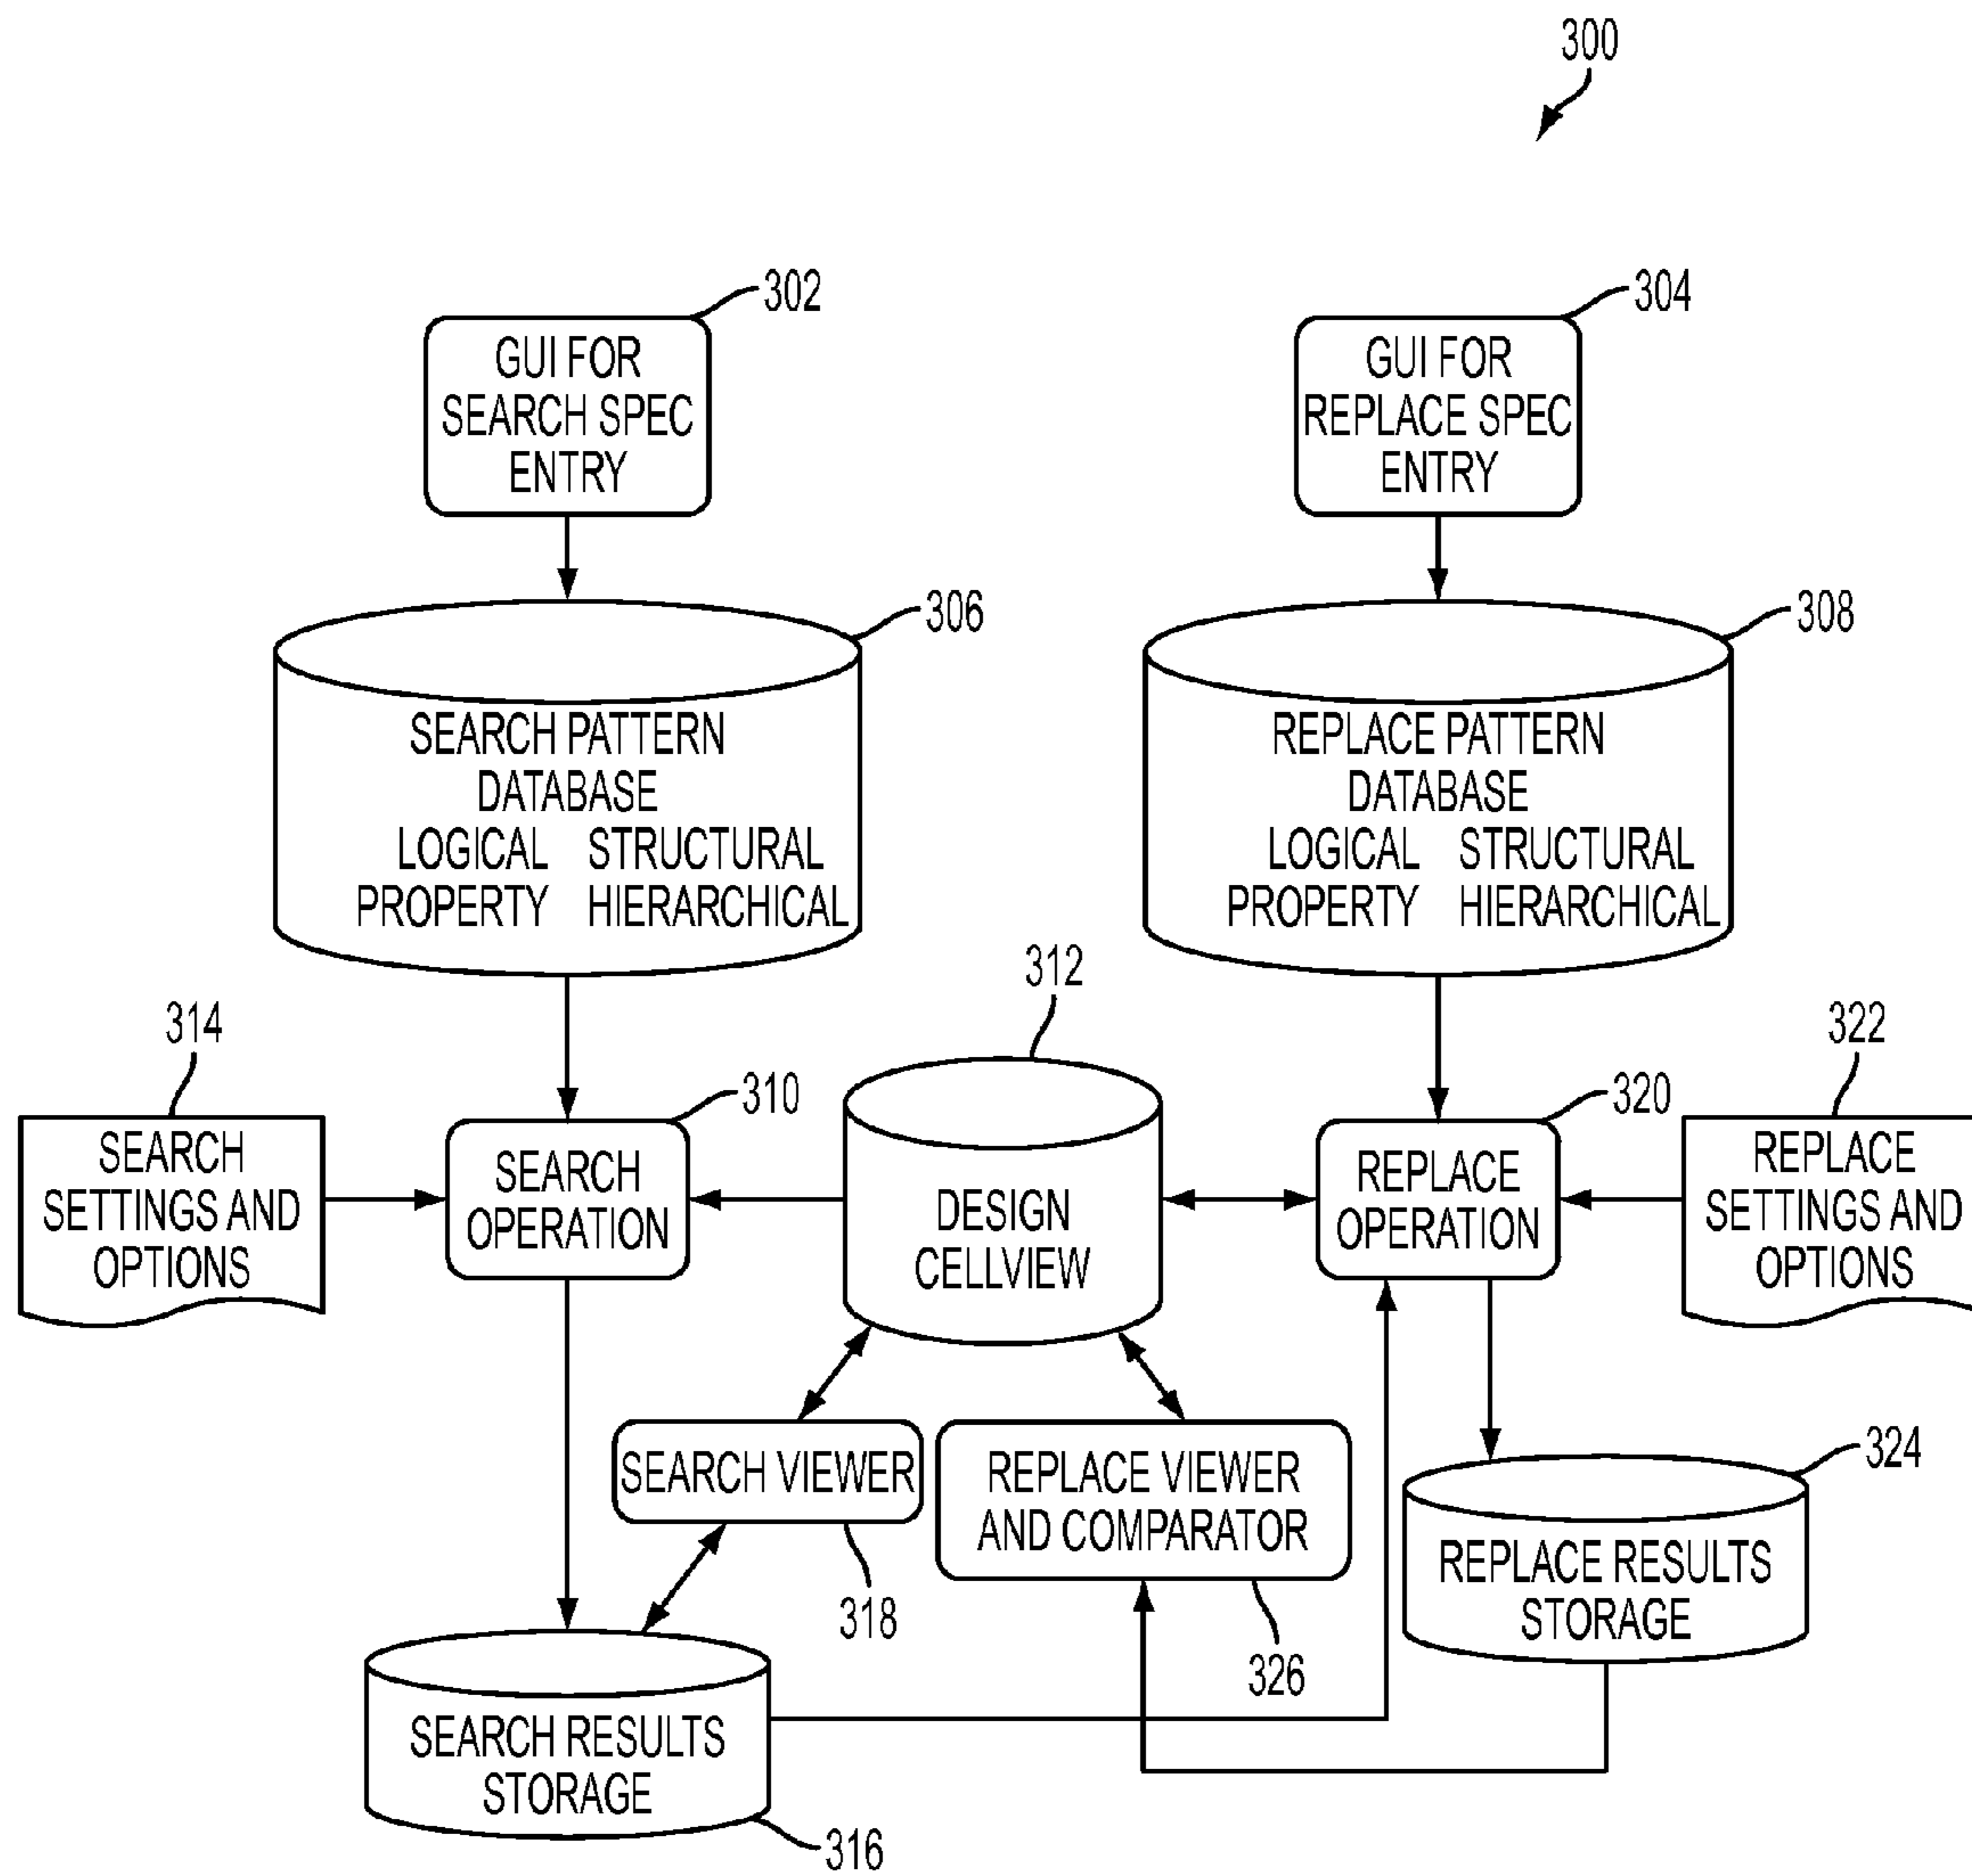 300
302
304
GUI FOR
SEARCH SPEC
ENTRY
GUI FOR
REPLACE SPEC
ENTRY
306
308
SEARCH PATTERN
DATABASE
LOGICAL STRUCTURAL
PROPERTY HIERARCHICAL
REPLACE PATTERN
DATABASE
LOGICAL STRUCTURAL
PROPERTY HIERARCHICAL
312
314
322
310
320
SEARCH
SETTINGS AND
OPTIONS
SEARCH
OPERATION
DESIGN
CELLVIEW
REPLACE
OPERATION
REPLACE
SETTINGS AND
OPTIONS
SEARCH VIEWER
REPLACE VIEWER
AND COMPARATOR
324
318
326
REPLACE RESULTS
STORAGE
SEARCH RESULTS
STORAGE
316